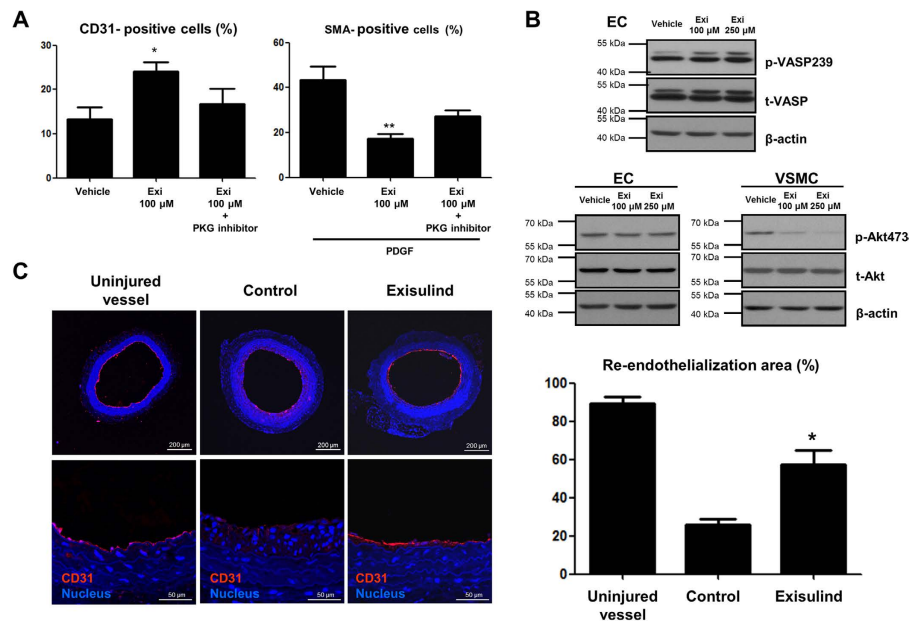 A
CD31- positive cells (%)
30
20
10
0
Vehicle
Exi
100 μM
Exi
100 μM
+
PKG inhibitor
*
SMA- positive cells (%)
60
40
20
0
**
Vehicle
Exi
100 μM
Exi
100 μM
+
PKG inhibitor
PDGF
B
EC
Vehicle
Exi
100 μM
Exi
250 μM
55 kDa
40 kDa
p-VASP239
55 kDa
40 kDa
t-VASP
55 kDa
40 kDa
β-actin
EC
Vehicle
Exi
100 μM
Exi
250 μM
70 kDa
55 kDa
70 kDa
55 kDa
55 kDa
40 kDa
VSMC
Vehicle
Exi
100 μM
Exi
250 μM
70 kDa
55 kDa
p-Akt473
70 kDa
55 kDa
t-Akt
55 kDa
40 kDa
β-actin
C
Uninjured
vessel
Control
Exisulind
200 μm
200 μm
200 μm
CD31
Nucleus
50 μm
CD31
Nucleus
50 μm
CD31
Nucleus
50 μm
Re-endothelialization area (%)
100
80
60
40
20
0
*
Uninjured
vessel
Control
Exisulind